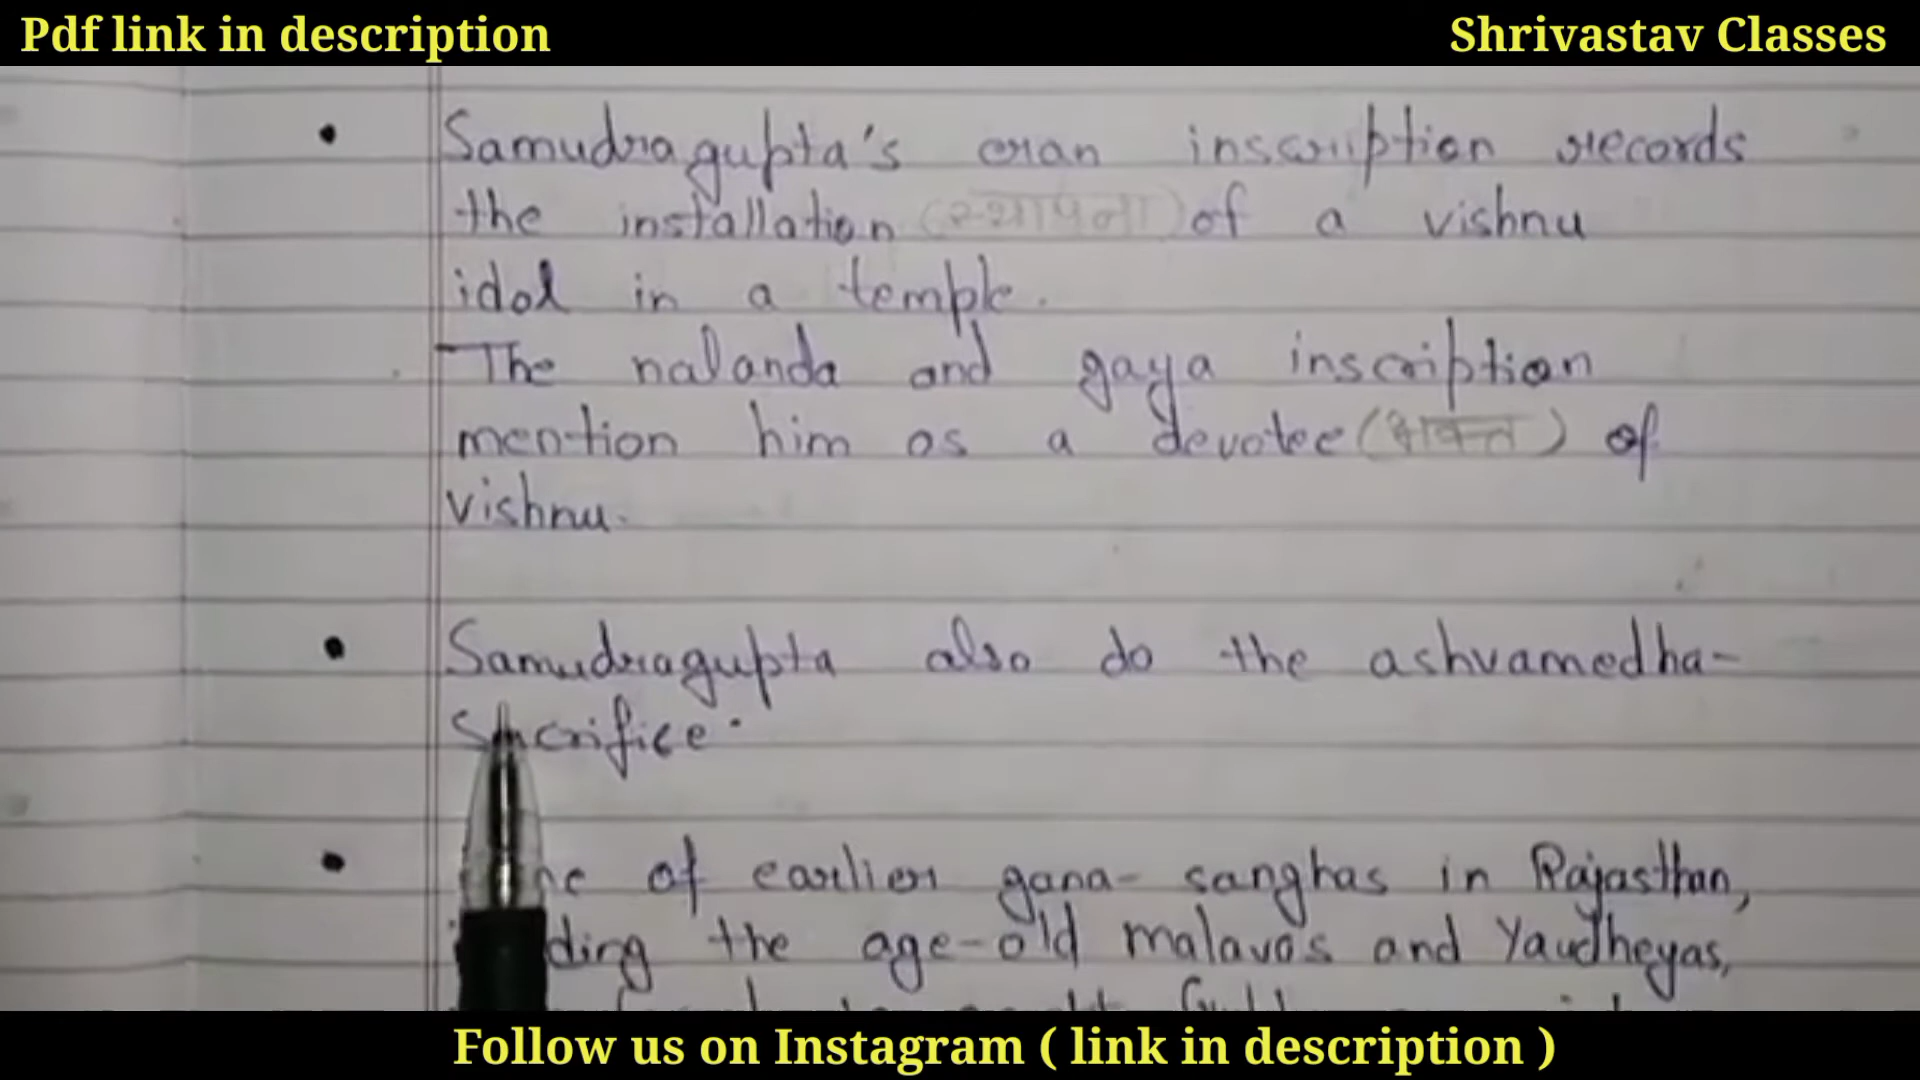 Pdf link in description
Shrivastav Classes
Samudragupta's eran inscription records
the installation (स्थापना) of a vishnu
idol in a temple.
The nalanda and gaya inscription
mention him as a devotee (भक्त) of
vishnu.
Samudragupta also do the ashvamedha-
Sacrifice.
of earlier gana- sanghas in Rajasthan,
the age-old malavas and Yaudheyas,
Follow us on Instagram ( link in description )